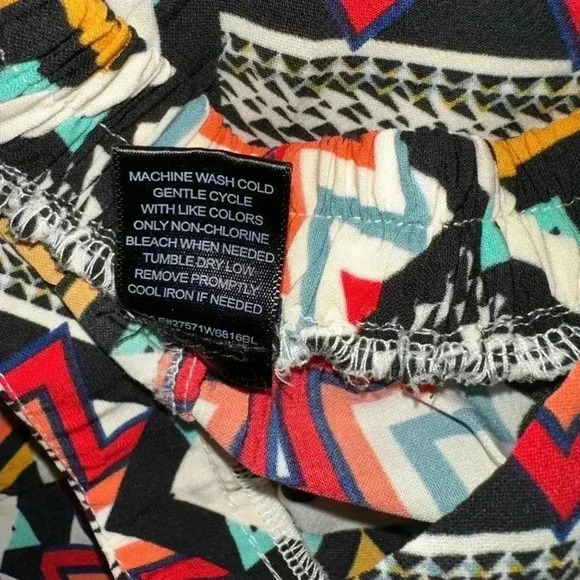 MACHINE WASH COLD
GENTLE CYCLE
WITH LIKE COLORS
ONLY NON-CHLORINE
BLEACH WHEN NEEDED
TUMBLE DRY LOW
REMOVE PROMPTLY
COOL IRON IF NEEDED